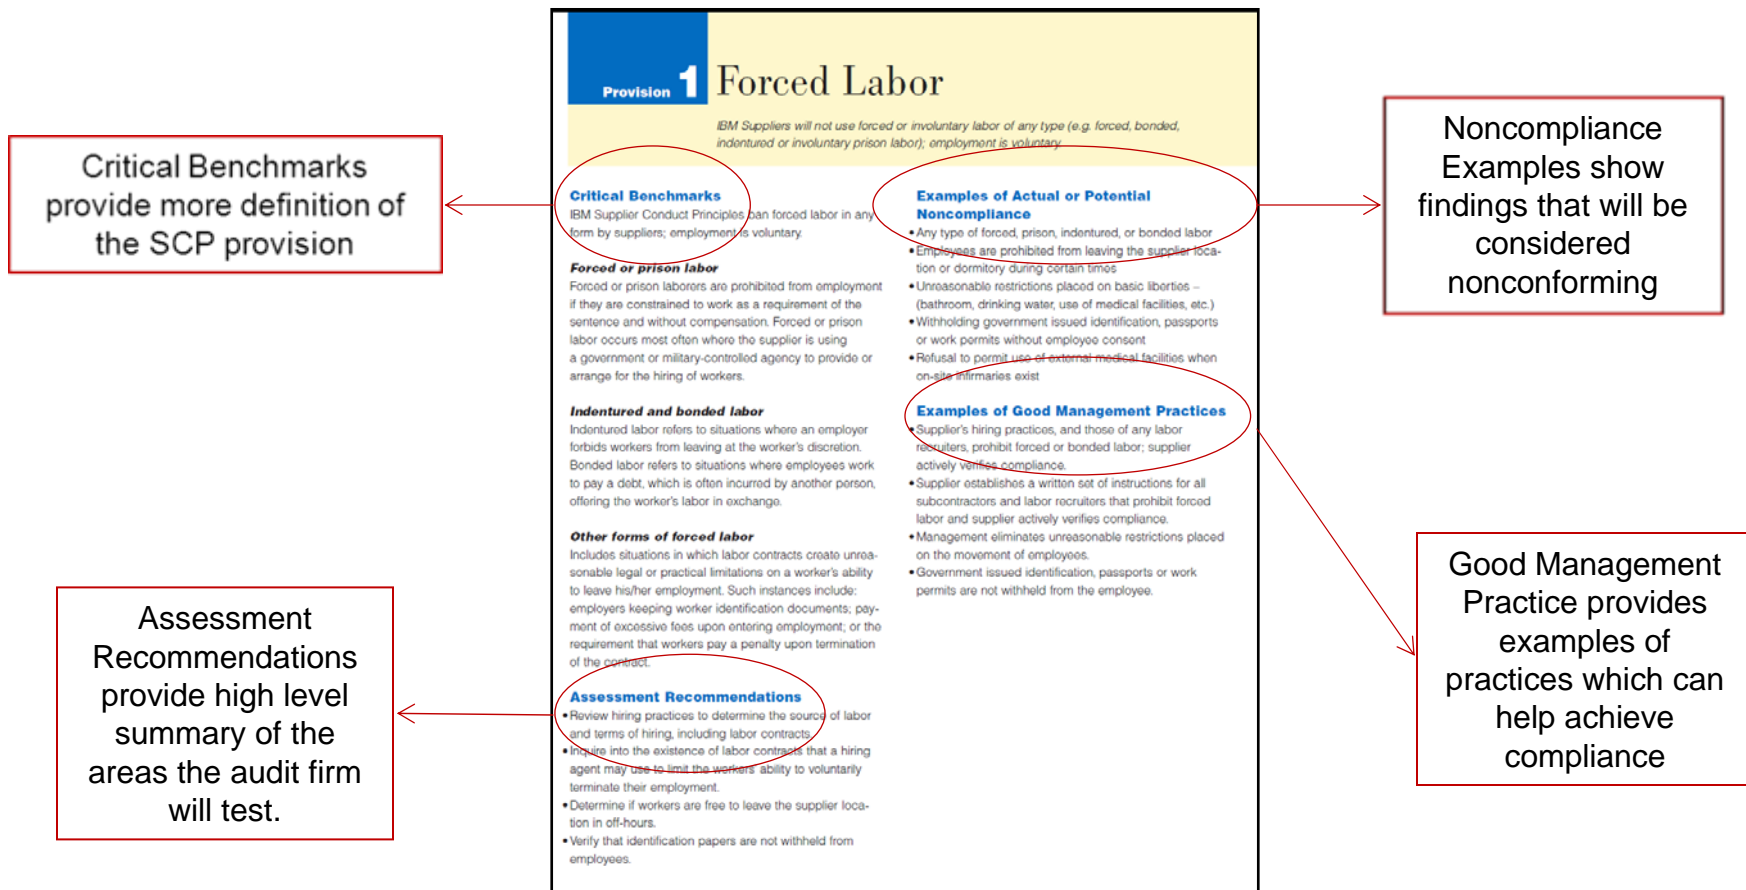 Critical Benchmarks
provide more definition of
the SCP provision
Assessment
Recommendations
provide high level
summary of the
areas the audit firm
will test.
Provision 1 Forced Labor
IBM Suppliers will not use forced or involuntary labor of any type (e.g. forced, bonded,
indentured or involuntary prison labor); employment is voluntary.
Critical Benchmarks
IBM Supplier Conduct Principles ban forced labor in any
form by suppliers; employment is voluntary.
Forced or prison labor
Forced or prison laborers are prohibited from employment
if they are constrained to work as a requirement of the
sentence and without compensation. Forced or prison
labor occurs most often where the supplier is using
a government or military-controlled agency to provide or
arrange for the hiring of workers.
Indentured and bonded labor
Indentured labor refers to situations where an employer
forbids workers from leaving at the worker's discretion.
Bonded labor refers to situations where employees work
to pay a debt, which is often incurred by another person,
offering the worker's labor in exchange.
Other forms of forced labor
Includes situations in which labor contracts create unrea-
sonable legal or practical limitations on a worker's ability
to leave his/her employment. Such instances include:
employers keeping worker identification documents; pay-
ment of excessive fees upon entering employment; or the
requirement that workers pay a penalty upon termination
of the contract.
Assessment Recommendations
• Review hiring practices to determine the source of labor
and terms of hiring, including labor contracts.
• Inquire into the existence of labor contracts that a hiring
agent may use to limit the workers' ability to voluntarily
terminate their employment.
• Determine if workers are free to leave the supplier loca-
tion in off-hours.
• Verify that identification papers are not withheld from
employees.
Examples of Actual or Potential
Noncompliance
• Any type of forced, prison, indentured, or bonded labor
• Employees are prohibited from leaving the supplier loca-
tion or dormitory during certain times
• Unreasonable restrictions placed on basic liberties –
(bathroom, drinking water, use of medical facilities, etc.)
• Withholding government issued identification, passports
or work permits without employee consent
• Refusal to permit use of external medical facilities when
on-site infirmaries exist
Examples of Good Management Practices
• Supplier's hiring practices, and those of any labor
recruiters, prohibit forced or bonded labor; supplier
actively verifies compliance.
• Supplier establishes a written set of instructions for all
subcontractors and labor recruiters that prohibit forced
labor and supplier actively verifies compliance.
• Management eliminates unreasonable restrictions placed
on the movement of employees.
• Government issued identification, passports or work
permits are not withheld from the employee.
Noncompliance
Examples show
findings that will be
considered
nonconforming
Good Management
Practice provides
examples of
practices which can
help achieve
compliance